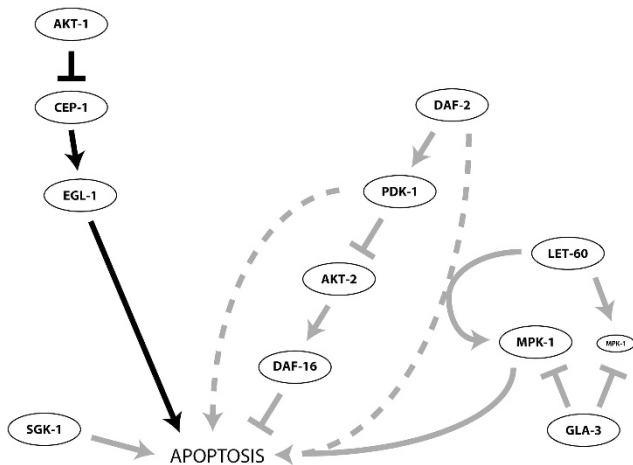 AKT-1
CEP-1
DAF-2
EGL-1
PDK-1
LET-60
AKT-2
MPK-1
MPK-1
DAF-16
SGK-1
GLA-3
APOPTOSIS